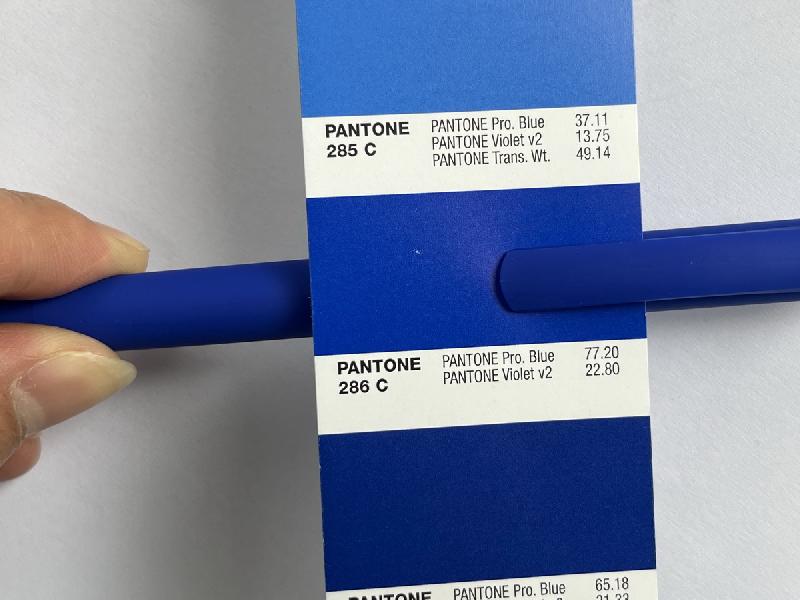 PANTONE
285 C
PANTONE Pro. Blue 37.11
PANTONE Violet v2 13.75
PANTONE Trans. Wt. 49.14
PANTONE
286 C
PANTONE Pro. Blue 77.20
PANTONE Violet v2 22.80
PANTONE
PANTONE Pro. Blue 65.18